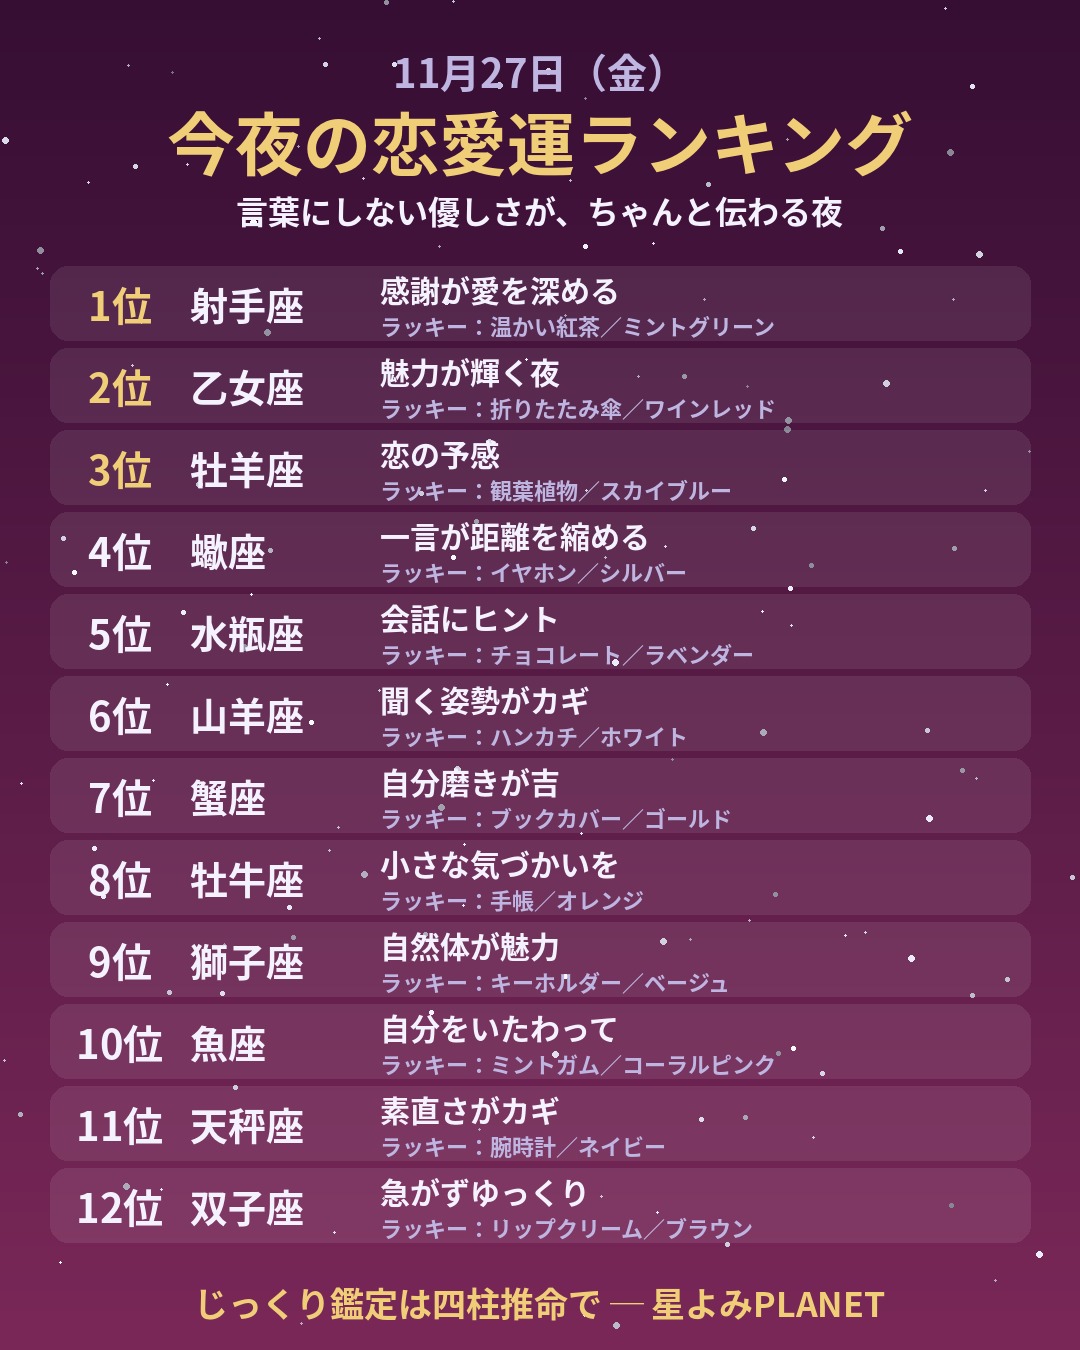 11月27日（金）
今夜の恋愛運ランキング
言葉にしない優しさが、ちゃんと伝わる夜
1位 射手座 感謝が愛を深める
ラッキー：温かい紅茶／ミントグリーン
2位 乙女座 魅力が輝く夜
ラッキー：折りたたみ傘／ワインレッド
3位 牡羊座 恋の予感
ラッキー：観葉植物／スカイブルー
4位 蠍座 一言が距離を縮める
ラッキー：イヤホン／シルバー
5位 水瓶座 会話にヒント
ラッキー：チョコレート／ラベンダー
6位 山羊座 聞く姿勢がカギ
ラッキー：ハンカチ／ホワイト
7位 蟹座 自分磨きが吉
ラッキー：ブックカバー／ゴールド
8位 牡牛座 小さな気づかいを
ラッキー：手帳／オレンジ
9位 獅子座 自然体が魅力
ラッキー：キーホルダー／ベージュ
10位 魚座 自分をいたわって
ラッキー：ミントガム／コーラルピンク
11位 天秤座 素直さがカギ
ラッキー：腕時計／ネイビー
12位 双子座 急がずゆっくり
ラッキー：リップクリーム／ブラウン
じっくり鑑定は四柱推命で ─ 星よみPLANET